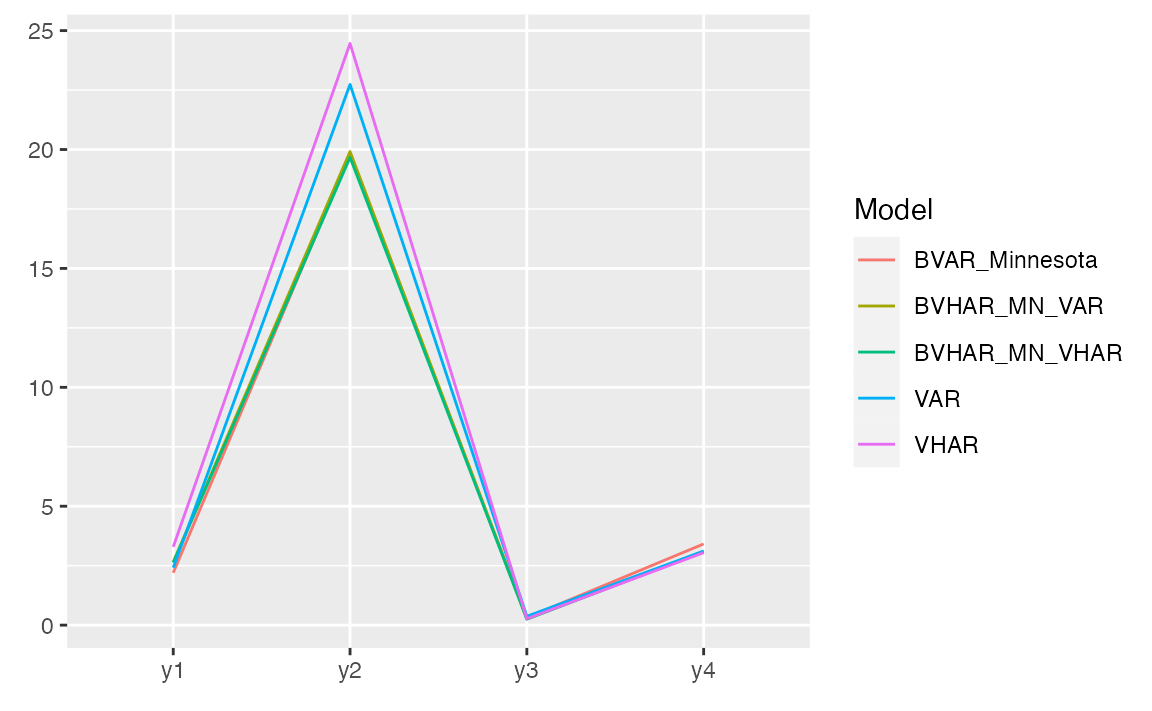 25
20
15
10
5
0
y1 y2 y3 y4
Model
BVAR_Minnesota
BVHAR_MN_VAR
BVHAR_MN_VHAR
VAR
VHAR